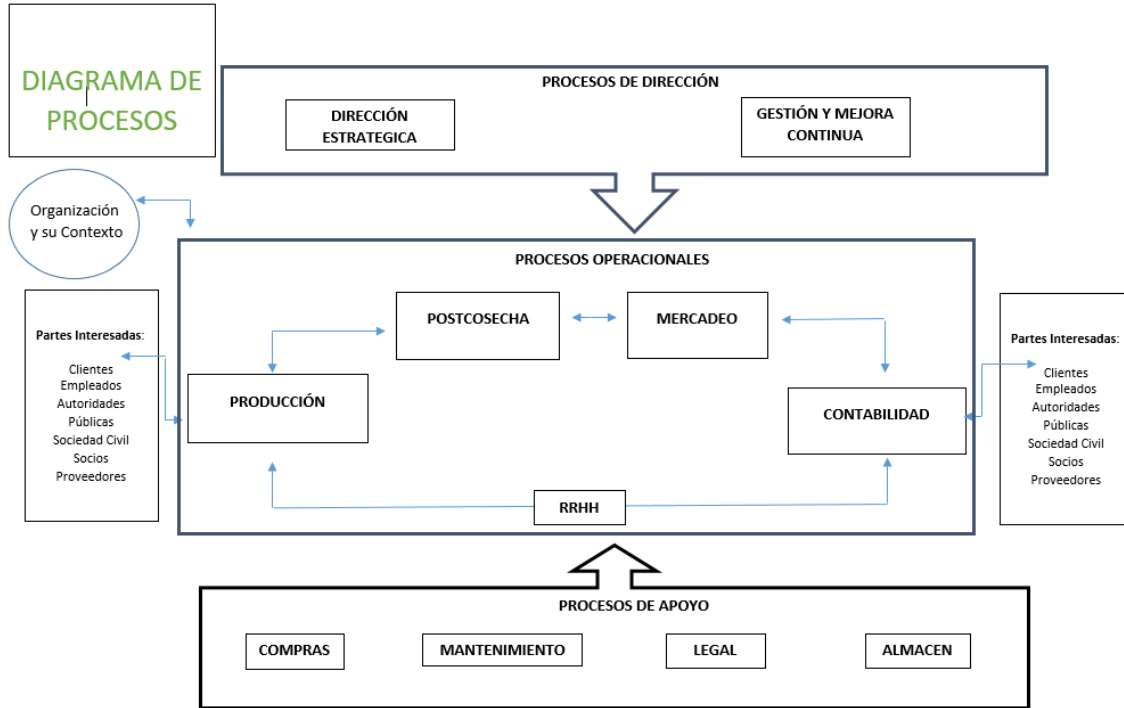 DIAGRAMA DE
PROCESOS
PROCESOS DE DIRECCIÓN
DIRECCIÓN
ESTRATEGICA
GESTIÓN Y MEJORA
CONTINUA
Organización
y su Contexto
PROCESOS OPERACIONALES
POSTCOSECHA
MERCADEO
PRODUCCIÓN
CONTABILIDAD
RRHH
Partes Interesadas:
Clientes
Empleados
Autoridades
Públicas
Sociedad Civil
Socios
Proveedores
Partes Interesadas:
Clientes
Empleados
Autoridades
Públicas
Sociedad Civil
Socios
Proveedores
PROCESOS DE APOYO
COMPRAS
MANTENIMIENTO
LEGAL
ALMACEN